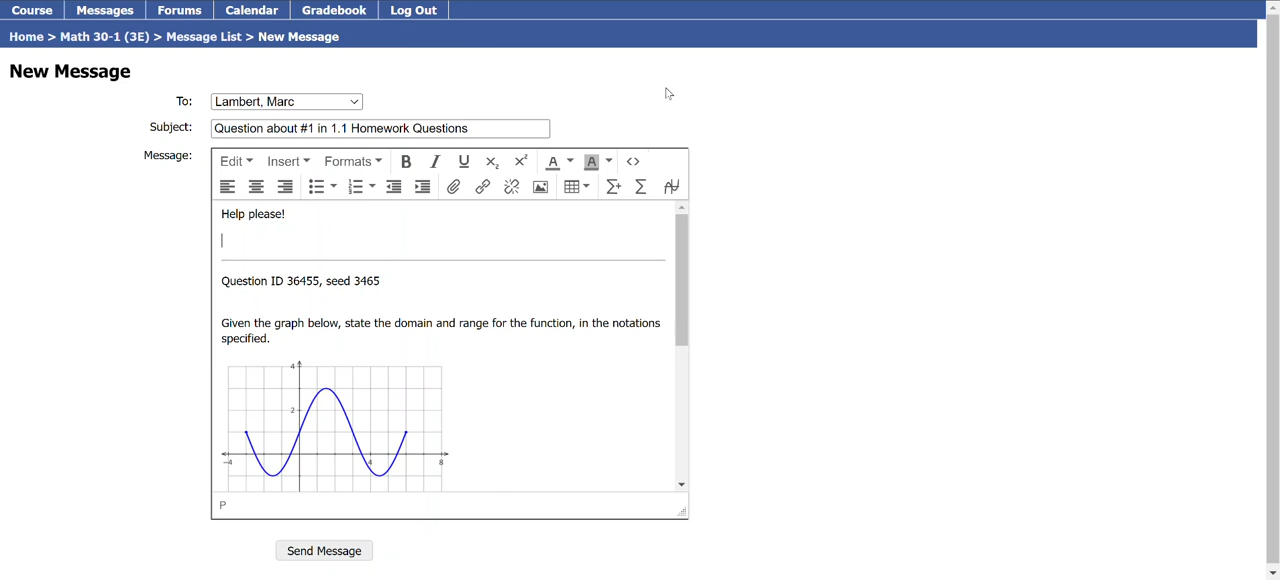 Course Messages Forums Calendar Gradebook Log Out
Home > Math 30-1 (3E) > Message List > New Message
New Message
To: Lambert, Marc
Subject: Question about #1 in 1.1 Homework Questions
Message:
Edit Insert Formats B I U x₂ x² A A <>
Σ+ Σ
Help please!
Question ID 36455, seed 3465
Given the graph below, state the domain and range for the function, in the notations
specified.
4
2
-4 4 8
P
Send Message